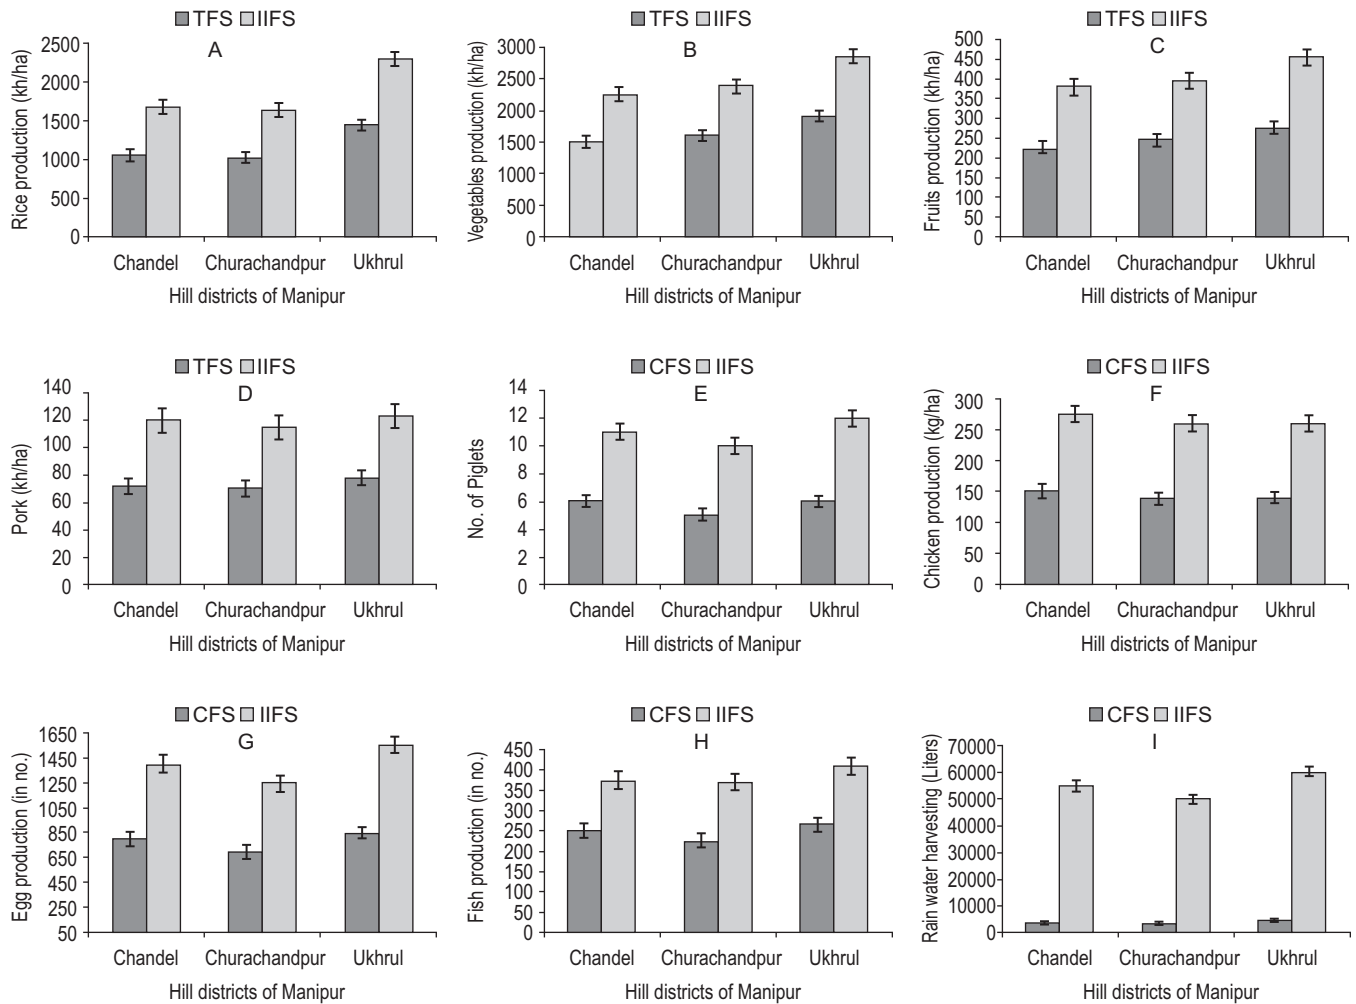 TFS IIFS
A
Rice production (kh/ha)
2500
2000
1500
1000
500
0
Chandel Churachandpur Ukhrul
Hill districts of Manipur
TFS IIFS
B
Vegetables production (kh/ha)
3000
2500
2000
1500
1000
500
0
Chandel Churachandpur Ukhrul
Hill districts of Manipur
TFS IIFS
C
Fruits production (kh/ha)
500
450
400
350
300
250
200
150
100
50
0
Chandel Churachandpur Ukhrul
Hill districts of Manipur
TFS IIFS
D
Pork (kh/ha)
140
120
100
80
60
40
20
0
Chandel Churachandpur Ukhrul
Hill districts of Manipur
CFS IIFS
E
No. of Piglets
14
12
10
8
6
4
2
0
Chandel Churachandpur Ukhrul
Hill districts of Manipur
CFS IIFS
F
Chicken production (kg/ha)
300
250
200
150
100
50
0
Chandel Churachandpur Ukhrul
Hill districts of Manipur
CFS IIFS
G
Egg production (in no.)
1650
1450
1250
1050
850
650
450
250
50
Chandel Churachandpur Ukhrul
Hill districts of Manipur
CFS IIFS
H
Fish production (in no.)
450
400
350
300
250
200
150
100
50
0
Chandel Churachandpur Ukhrul
Hill districts of Manipur
CFS IIFS
I
Rain water harvesting (Liters)
70000
60000
50000
40000
30000
20000
10000
0
Chandel Churachandpur Ukhrul
Hill districts of Manipur